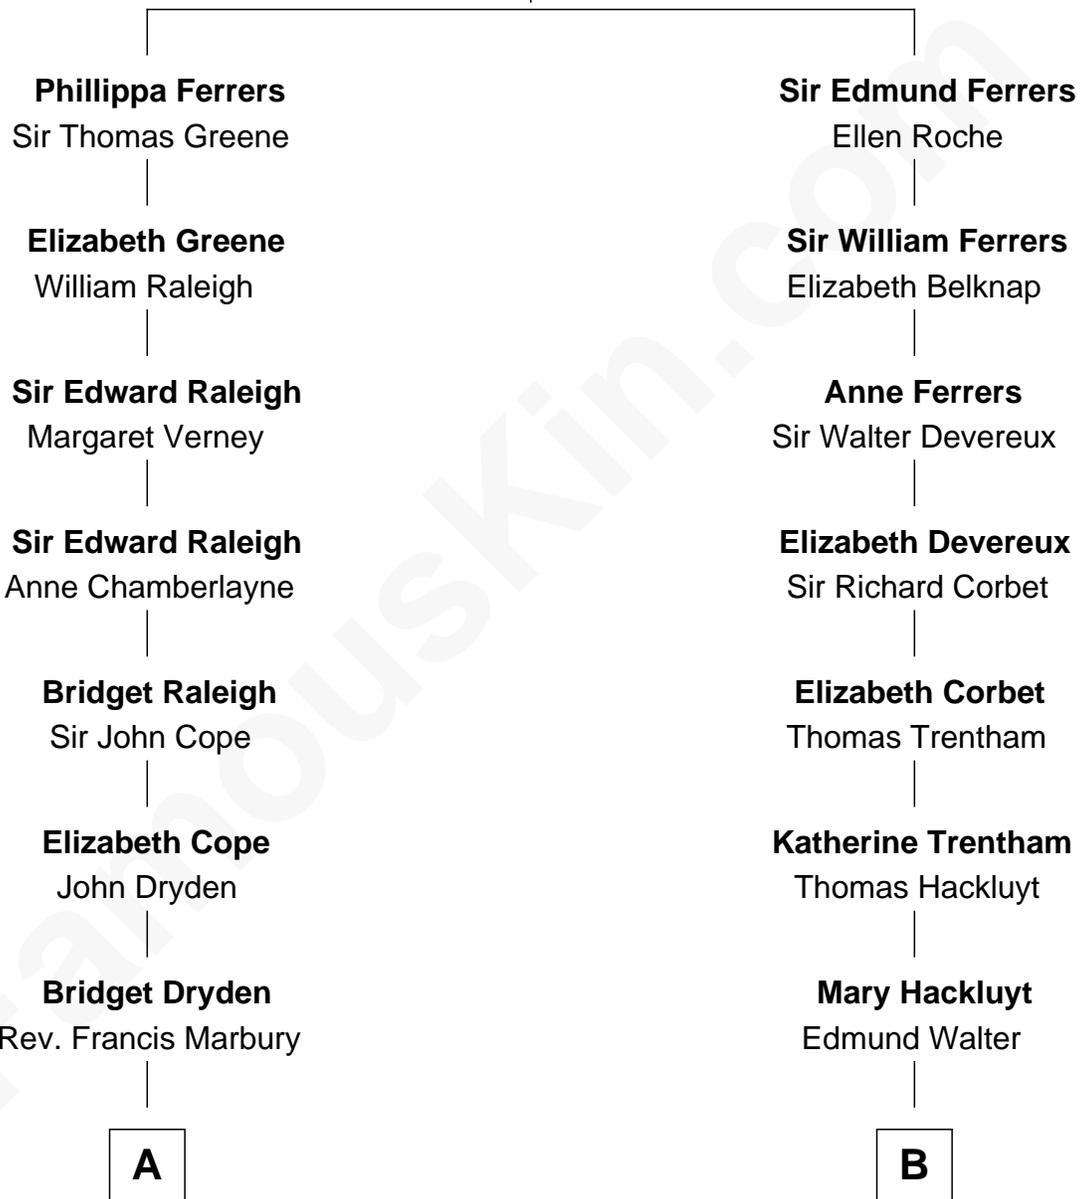 Phillippa Ferrers
Sir Thomas Greene
Elizabeth Greene
William Raleigh
Sir Edward Raleigh
Margaret Verney
Sir Edward Raleigh
Anne Chamberlayne
Bridget Raleigh
Sir John Cope
Elizabeth Cope
John Dryden
Bridget Dryden
Rev. Francis Marbury
A
Sir Edmund Ferrers
Ellen Roche
Sir William Ferrers
Elizabeth Belknap
Anne Ferrers
Sir Walter Devereux
Elizabeth Devereux
Sir Richard Corbet
Elizabeth Corbet
Thomas Trentham
Katherine Trentham
Thomas Hackluyt
Mary Hackluyt
Edmund Walter
B
FamousKin.com